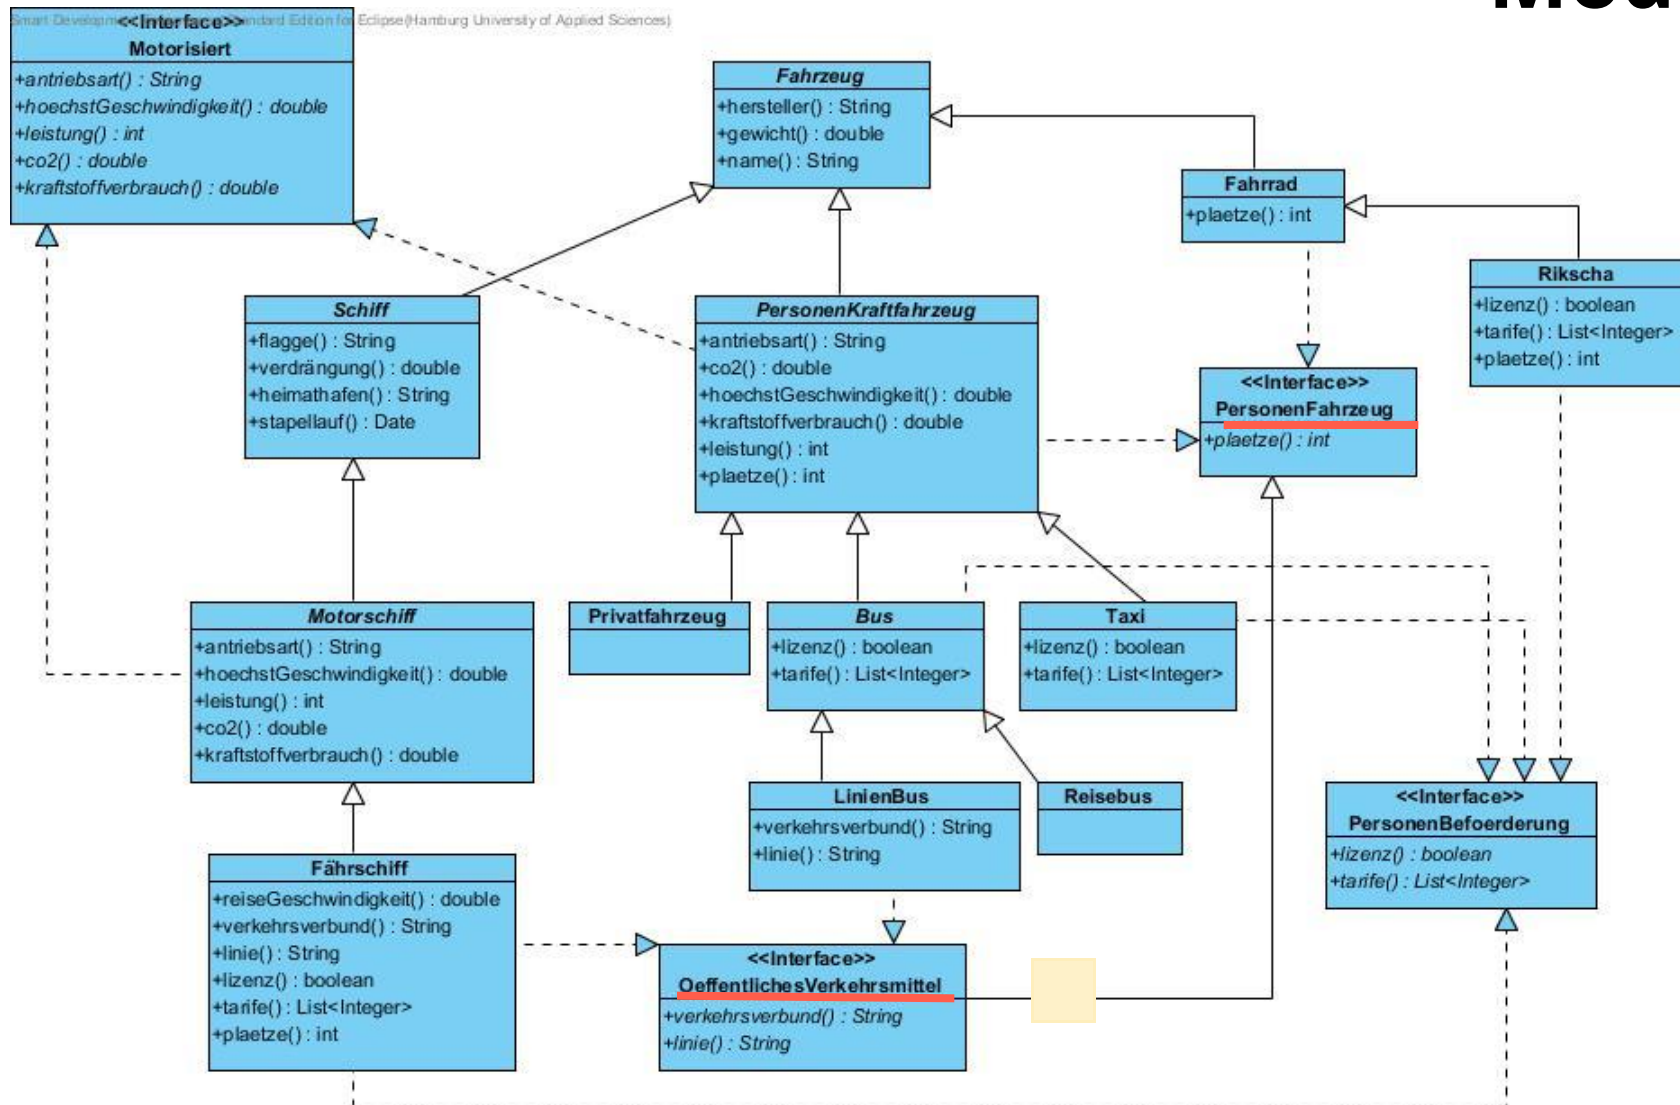 Mou
Smart Developm
ndard Edition for Eclipse(Hamburg University of Applied Sciences)
<<Interface>>
Motorisiert
+antriebsart() : String
+hoechstGeschwindigkeit() : double
+leistung() : int
+co2() : double
+kraftstoffverbrauch() : double
Fahrzeug
+hersteller() : String
+gewicht() : double
+name() : String
Fahrrad
+plaetze() : int
Rikscha
+lizenz() : boolean
+tarife() : List<Integer>
+plaetze() : int
Schiff
+flagge() : String
+verdrängung() : double
+heimathafen() : String
+stapellauf() : Date
PersonenKraftfahrzeug
+antriebsart() : String
+co2() : double
+hoechstGeschwindigkeit() : double
+kraftstoffverbrauch() : double
+leistung() : int
+plaetze() : int
<<Interface>>
PersonenFahrzeug
+plaetze() : int
Motorschiff
+antriebsart() : String
+hoechstGeschwindigkeit() : double
+leistung() : int
+co2() : double
+kraftstoffverbrauch() : double
Privatfahrzeug
Bus
+lizenz() : boolean
+tarife() : List<Integer>
Taxi
+lizenz() : boolean
+tarife() : List<Integer>
LinienBus
+verkehrsverbund() : String
+linie() : String
Reisebus
<<Interface>>
PersonenBefoerderung
+lizenz() : boolean
+tarife() : List<Integer>
Fährschiff
+reiseGeschwindigkeit() : double
+verkehrsverbund() : String
+linie() : String
+lizenz() : boolean
+tarife() : List<Integer>
+plaetze() : int
<<Interface>>
OeffentlichesVerkehrsmittel
+verkehrsverbund() : String
+linie() : String